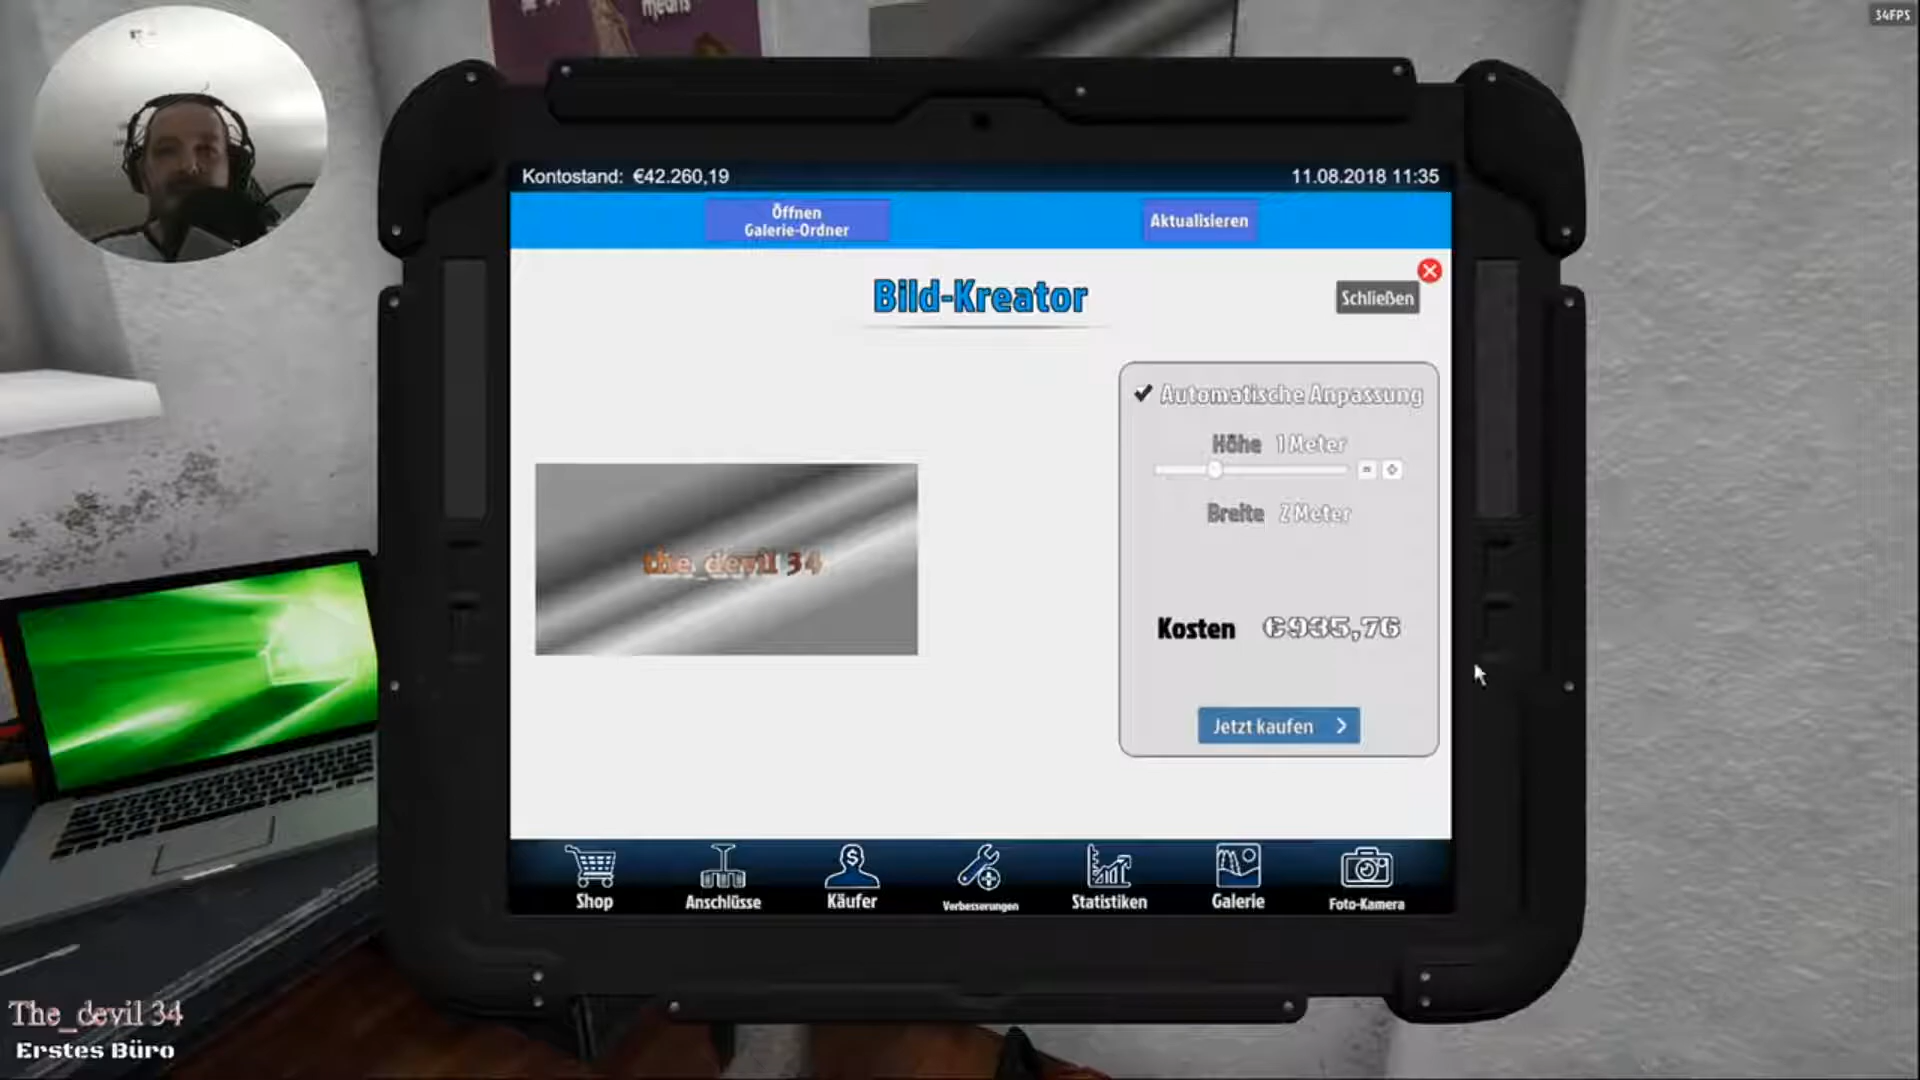 means
34FPS
Kontostand: €42.260,19
11.08.2018 11:35
Öffnen
Galerie-Ordner
Aktualisieren
Bild-Kreator
Schließen
Automatische Anpassung
Höhe 1 Meter
Breite 2 Meter
the_devil 34
Kosten €935,76
Jetzt kaufen
Shop
Anschlüsse
Käufer
Verbesserungen
Statistiken
Galerie
Foto-Kamera
The_devil 34
Erstes Büro